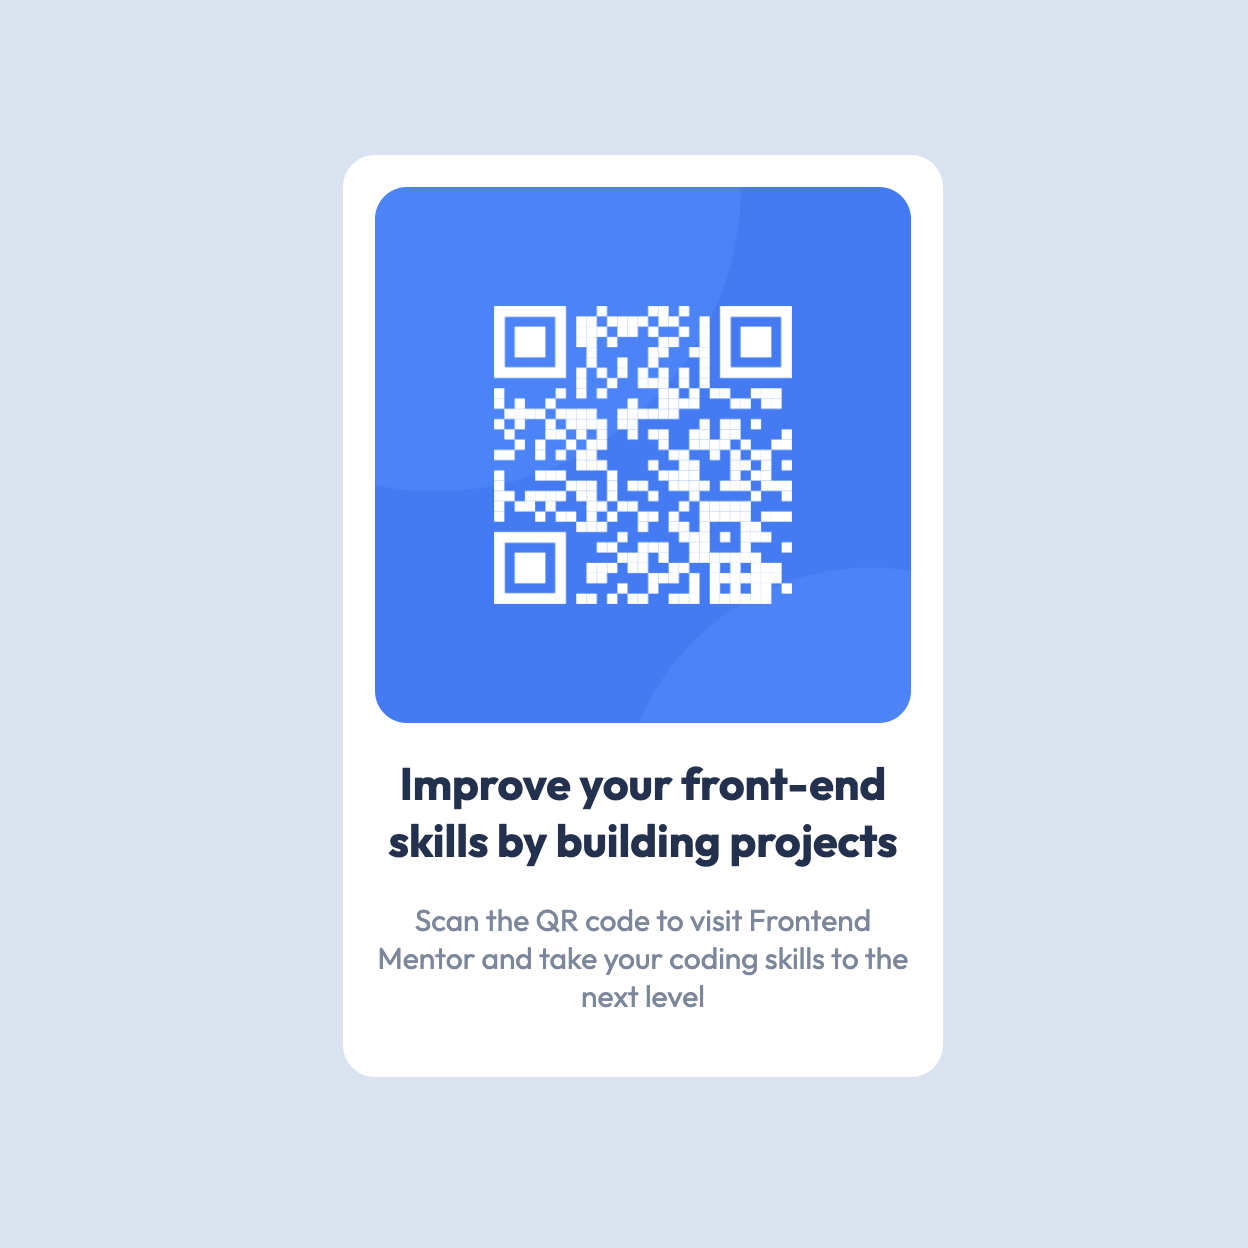 Improve your front-end
skills by building projects
Scan the QR code to visit Frontend
Mentor and take your coding skills to the
next level